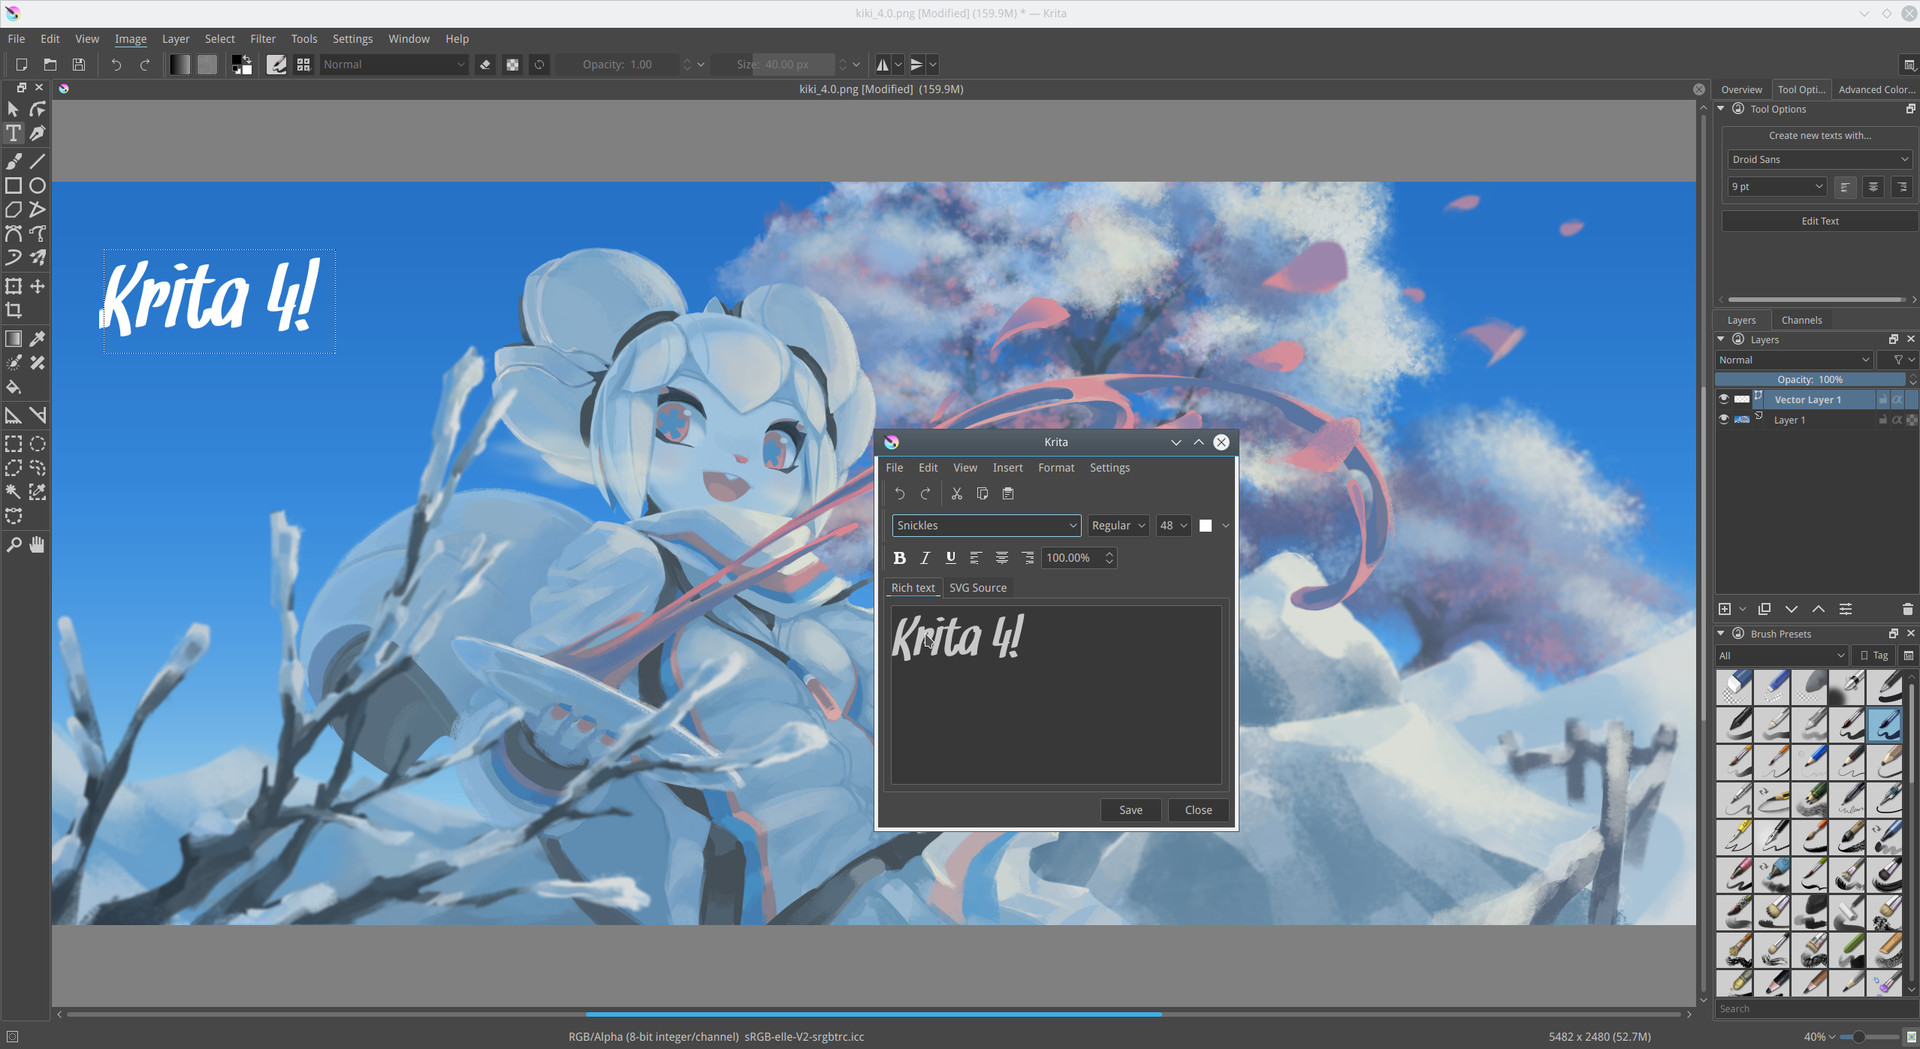 kiki_4.0.png [Modified] (159.9M) * — Krita
File Edit View Image Layer Select Filter Tools Settings Window Help
Normal Opacity: 1.00 Size: 40.00 px
kiki_4.0.png [Modified] (159.9M)
Overview Tool Opti... Advanced Color...
Tool Options
Create new texts with...
Droid Sans
9 pt
Edit Text
Krita 4!
Layers Channels
Layers
Normal
Opacity: 100%
Vector Layer 1
Layer 1
Krita
File Edit View Insert Format Settings
Snickles Regular 48
B I U 100.00%
Rich text SVG Source
Krita 4!
Save Close
Brush Presets
All Tag
Search
RGB/Alpha (8-bit integer/channel) sRGB-elle-V2-srgbtrc.icc 5482 x 2480 (52.7M) 40%